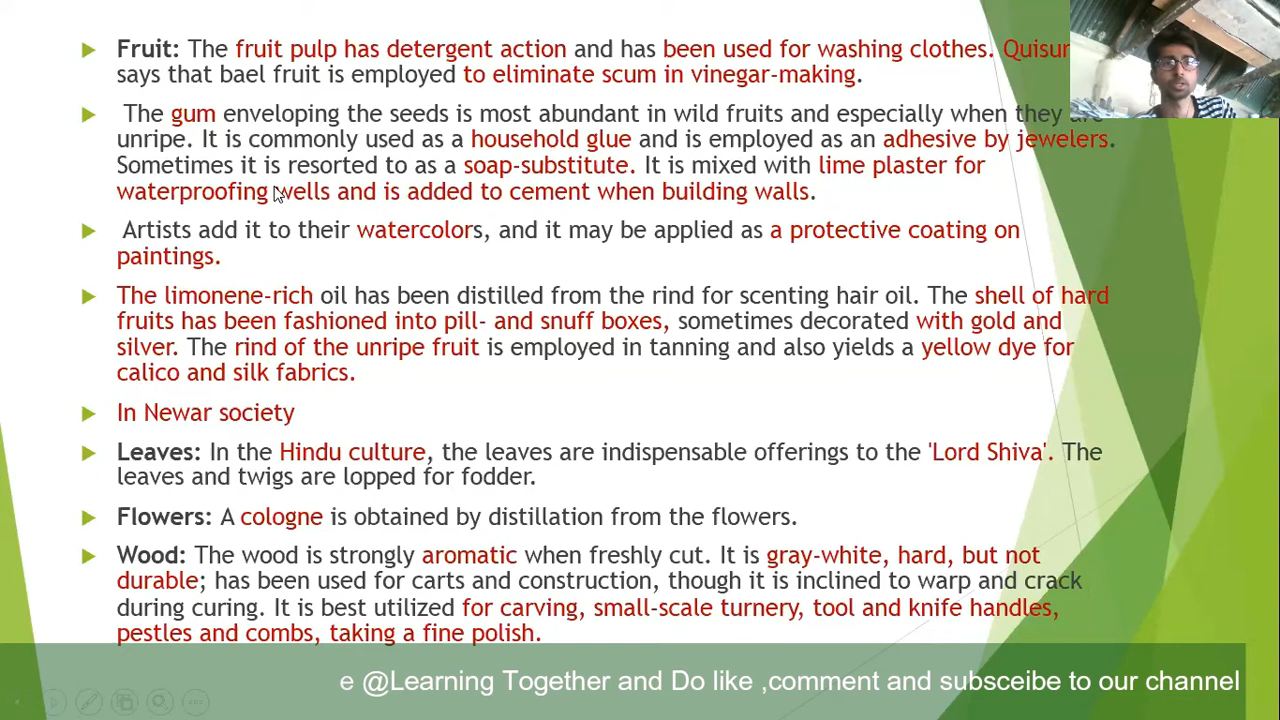 Fruit: The fruit pulp has detergent action and has been used for washing clothes. Quisur
says that bael fruit is employed to eliminate scum in vinegar-making.
The gum enveloping the seeds is most abundant in wild fruits and especially when they are
unripe. It is commonly used as a household glue and is employed as an adhesive by jewelers.
Sometimes it is resorted to as a soap-substitute. It is mixed with lime plaster for
waterproofing wells and is added to cement when building walls.
Artists add it to their watercolors, and it may be applied as a protective coating on
paintings.
The limonene-rich oil has been distilled from the rind for scenting hair oil. The shell of hard
fruits has been fashioned into pill- and snuff boxes, sometimes decorated with gold and
silver. The rind of the unripe fruit is employed in tanning and also yields a yellow dye for
calico and silk fabrics.
In Newar society
Leaves: In the Hindu culture, the leaves are indispensable offerings to the 'Lord Shiva'. The
leaves and twigs are lopped for fodder.
Flowers: A cologne is obtained by distillation from the flowers.
Wood: The wood is strongly aromatic when freshly cut. It is gray-white, hard, but not
durable; has been used for carts and construction, though it is inclined to warp and crack
during curing. It is best utilized for carving, small-scale turnery, tool and knife handles,
pestles and combs, taking a fine polish.
e @Learning Together and Do like ,comment and subsceibe to our channel